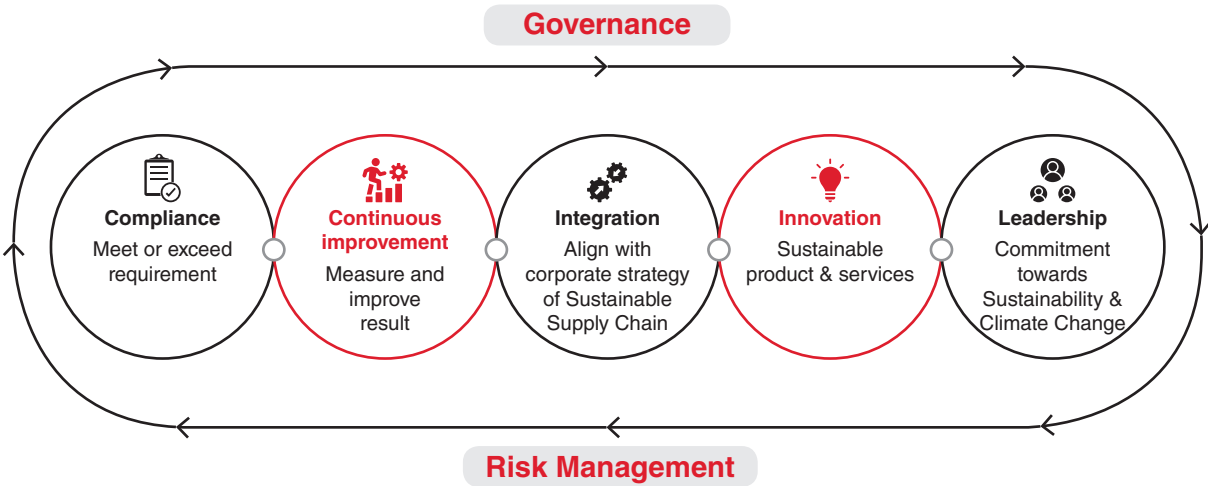 Governance
Compliance
Meet or exceed
requirement
Continuous
improvement
Measure and
improve
result
Integration
Align with
corporate strategy
of Sustainable
Supply Chain
Innovation
Sustainable
product & services
Leadership
Commitment
towards
Sustainability &
Climate Change
Risk Management